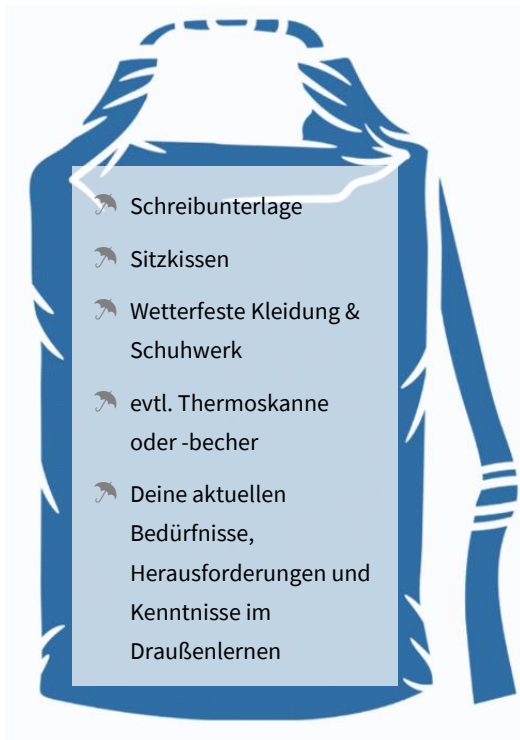 Schreibunterlage
Sitzkissen
Wetterfeste Kleidung &
Schuhwerk
evtl. Thermoskanne
oder -becher
Deine aktuellen
Bedürfnisse,
Herausforderungen und
Kenntnisse im
Draußenlernen